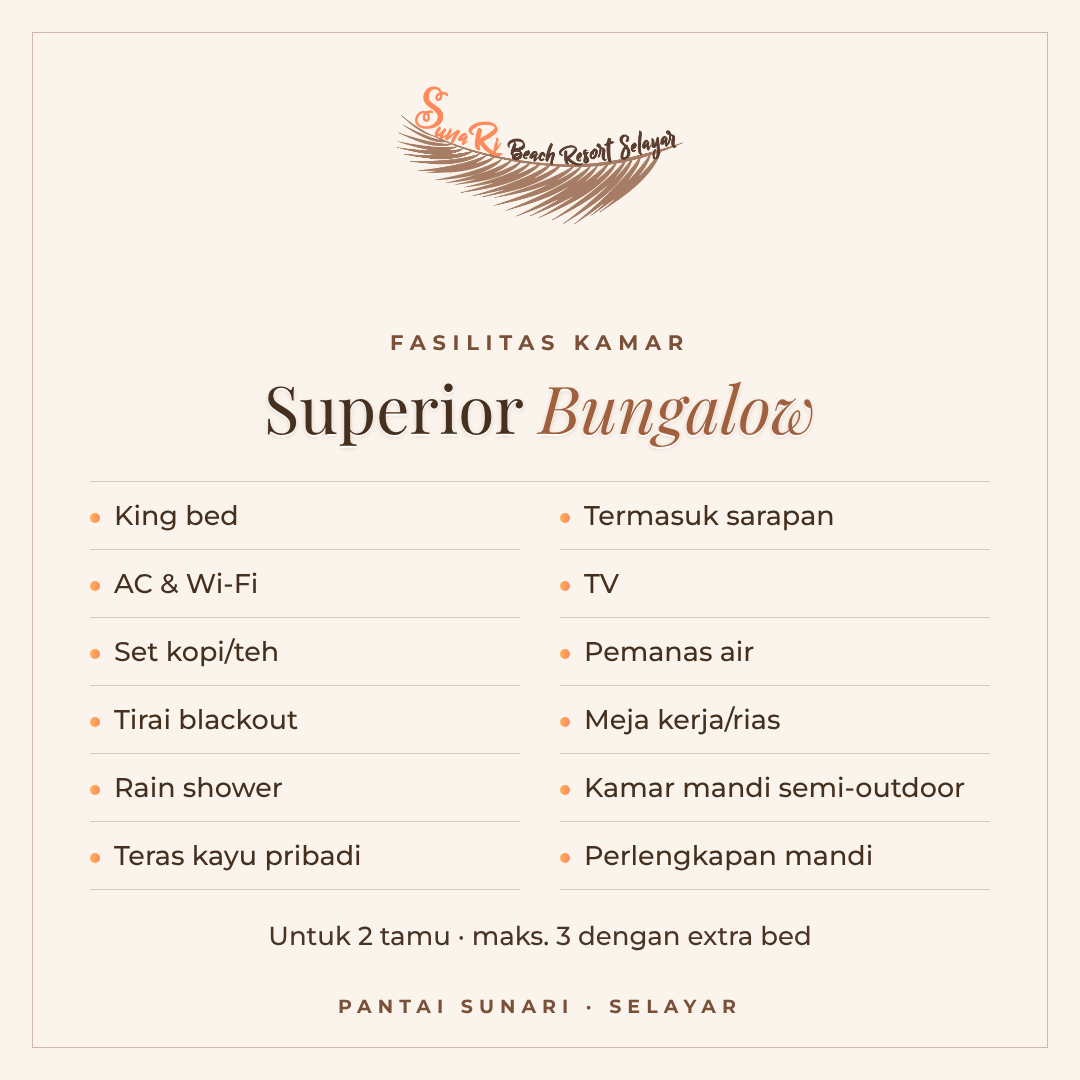 SunaRi Beach Resort Selayar
FASILITAS KAMAR
Superior Bungalow
King bed
Termasuk sarapan
AC & Wi-Fi
TV
Set kopi/teh
Pemanas air
Tirai blackout
Meja kerja/rias
Rain shower
Kamar mandi semi-outdoor
Teras kayu pribadi
Perlengkapan mandi
Untuk 2 tamu · maks. 3 dengan extra bed
PANTAI SUNARI · SELAYAR